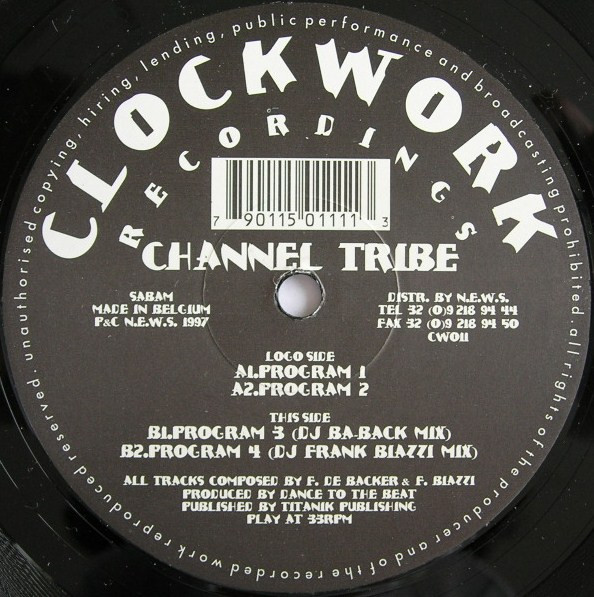 unauthorised copying, hiring, lending, public performance and broadcasting prohibited. all rights of the producer and of the recorded work reproduced reserved.
CLOCKWORK
RECORDINGS
7 90115 01111 3
CHANNEL TRIBE
SABAM
MADE IN BELGIUM
P&C N.E.W.S. 1997
DISTR. BY N.E.W.S.
TEL 32 (0)9 218 94 44
FAX 32 (0)9 218 94 50
CW011
LOGO SIDE
A1.PROGRAM 1
A2.PROGRAM 2
THIS SIDE
B1.PROGRAM 3 (DJ BA-BACK MIX)
B2.PROGRAM 4 (DJ FRANK BIAZZI MIX)
ALL TRACKS COMPOSED BY F. DE BACKER & F. BIAZZI
PRODUCED BY DANCE TO THE BEAT
PUBLISHED BY TITANIK PUBLISHING
PLAY AT 33RPM